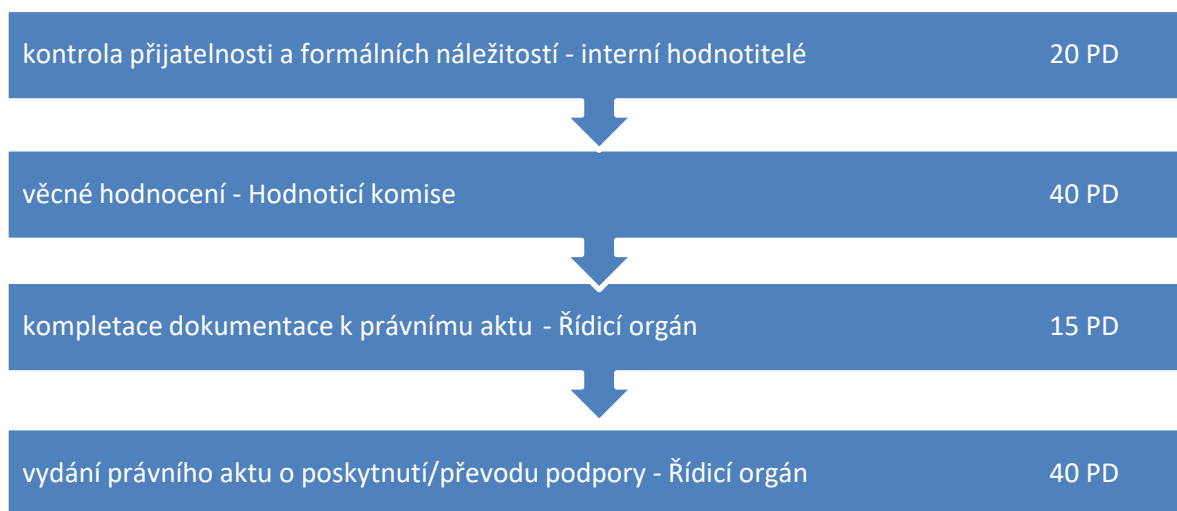 kontrola přijatelnosti a formálních náležitostí - interní hodnotitelé 20 PD
věcné hodnocení - Hodnoticí komise 40 PD
kompletace dokumentace k právnímu aktu - Řídicí orgán 15 PD
vydání právního aktu o poskytnutí/převodu podpory - Řídicí orgán 40 PD